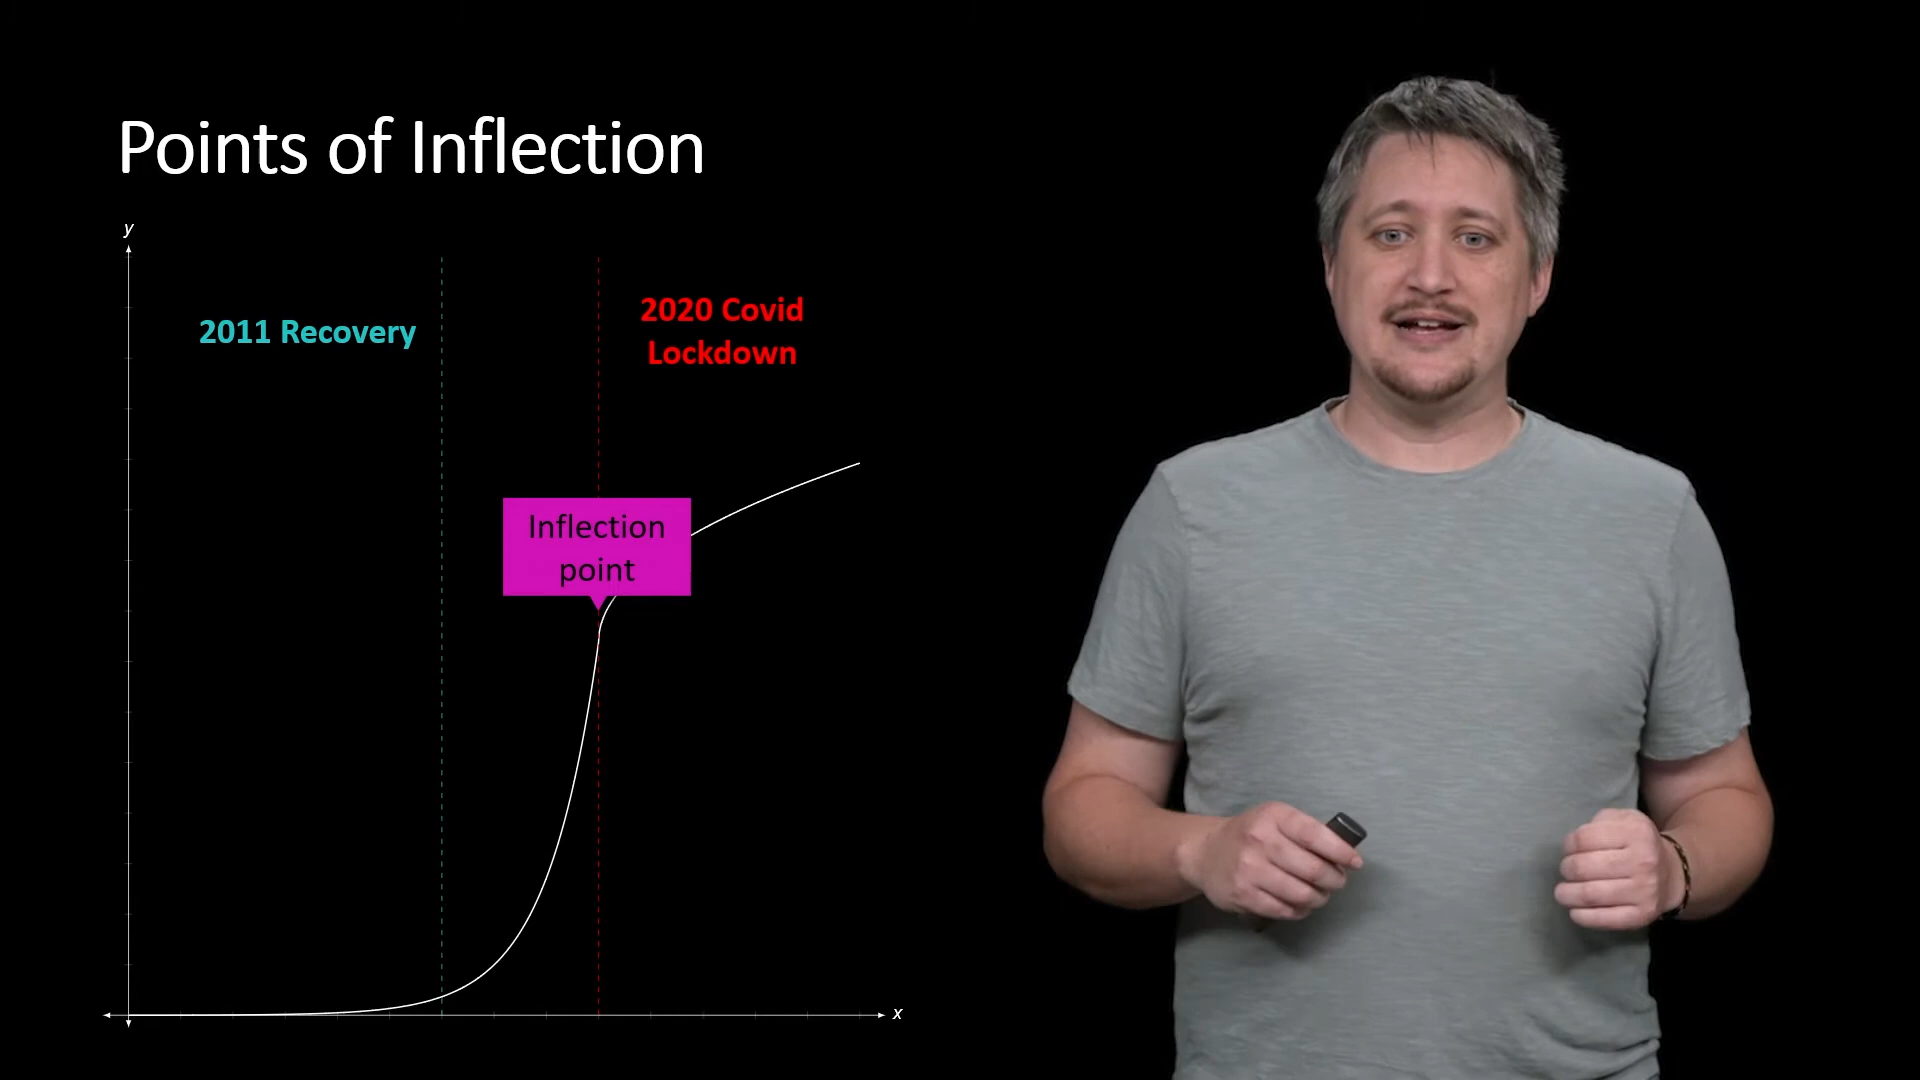 Points of Inflection
y
2011 Recovery
2020 Covid
Lockdown
Inflection
point
x